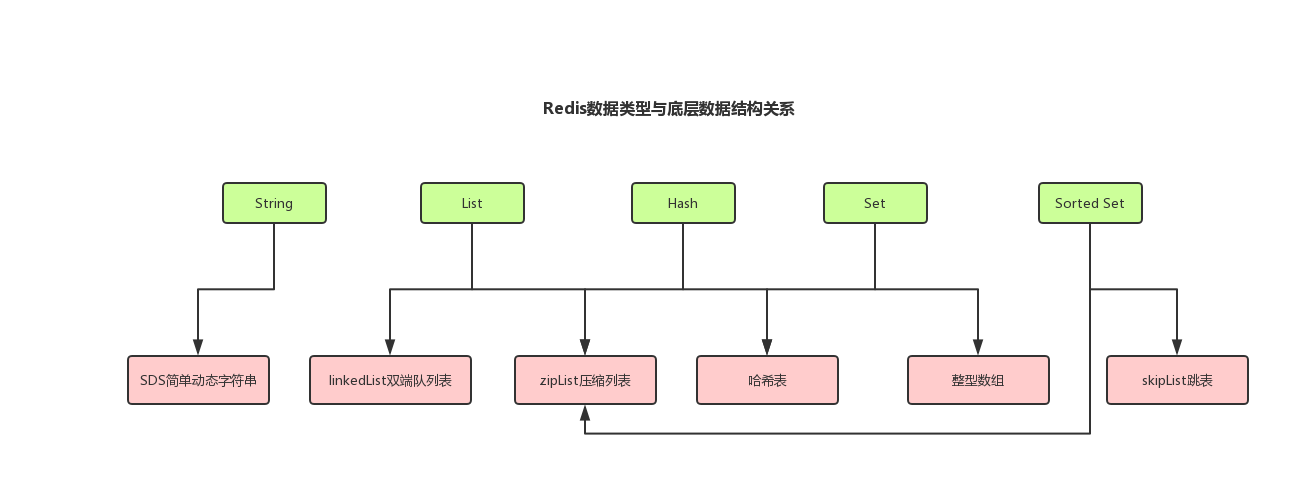 Redis数据类型与底层数据结构关系
String
List
Hash
Set
Sorted Set
SDS简单动态字符串
linkedList双端队列表
zipList压缩列表
哈希表
整型数组
skipList跳表